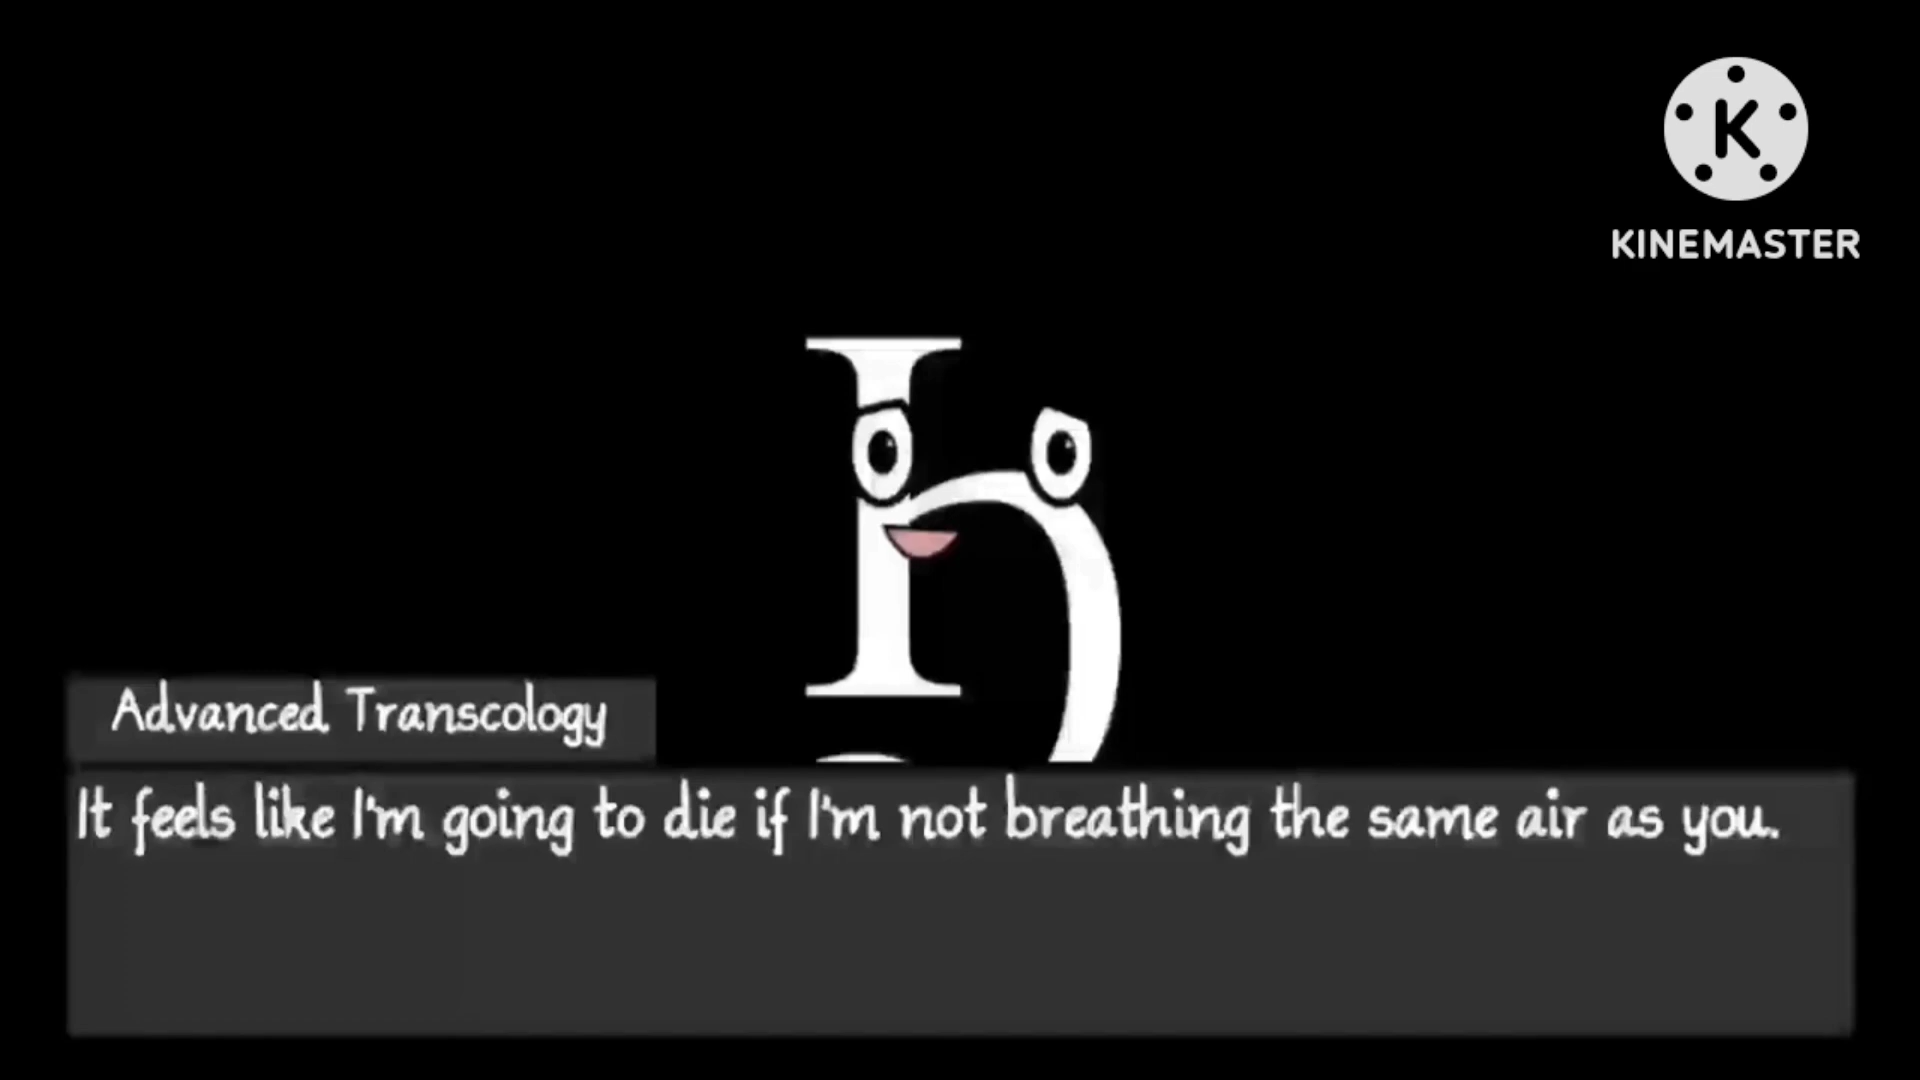 K
KINEMASTER
Advanced Transcology
It feels like I'm going to die if I'm not breathing the same air as you.